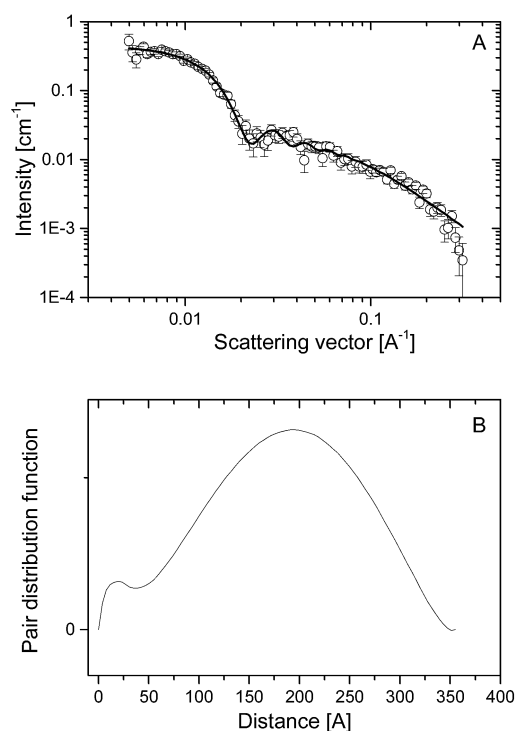 A
1
0.1
0.01
1E-3
1E-4
Intensity [cm⁻¹]
0.01 0.1
Scattering vector [A⁻¹]
B
Pair distribution function
0
0 50 100 150 200 250 300 350 400
Distance [A]